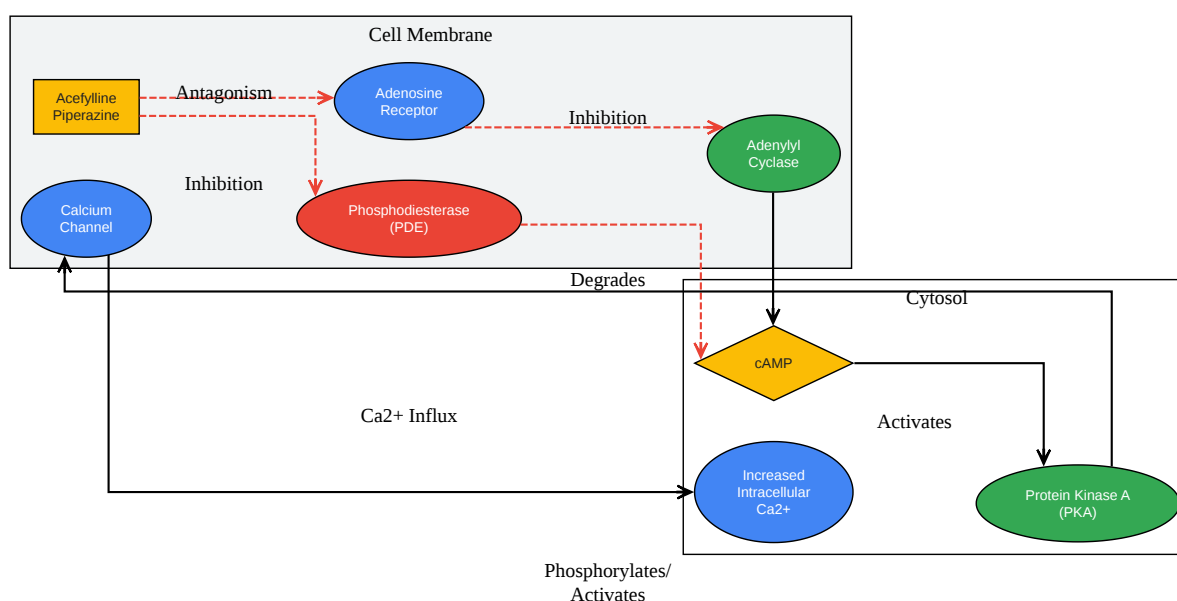 Cell Membrane
Acefylline
Piperazine
Antagonism
Adenosine
Receptor
Inhibition
Adenylyl
Cyclase
Inhibition
Calcium
Channel
Phosphodiesterase
(PDE)
Degrades
Cytosol
cAMP
Ca2+ Influx
Activates
Increased
Intracellular
Ca2+
Protein Kinase A
(PKA)
Phosphorylates/
Activates